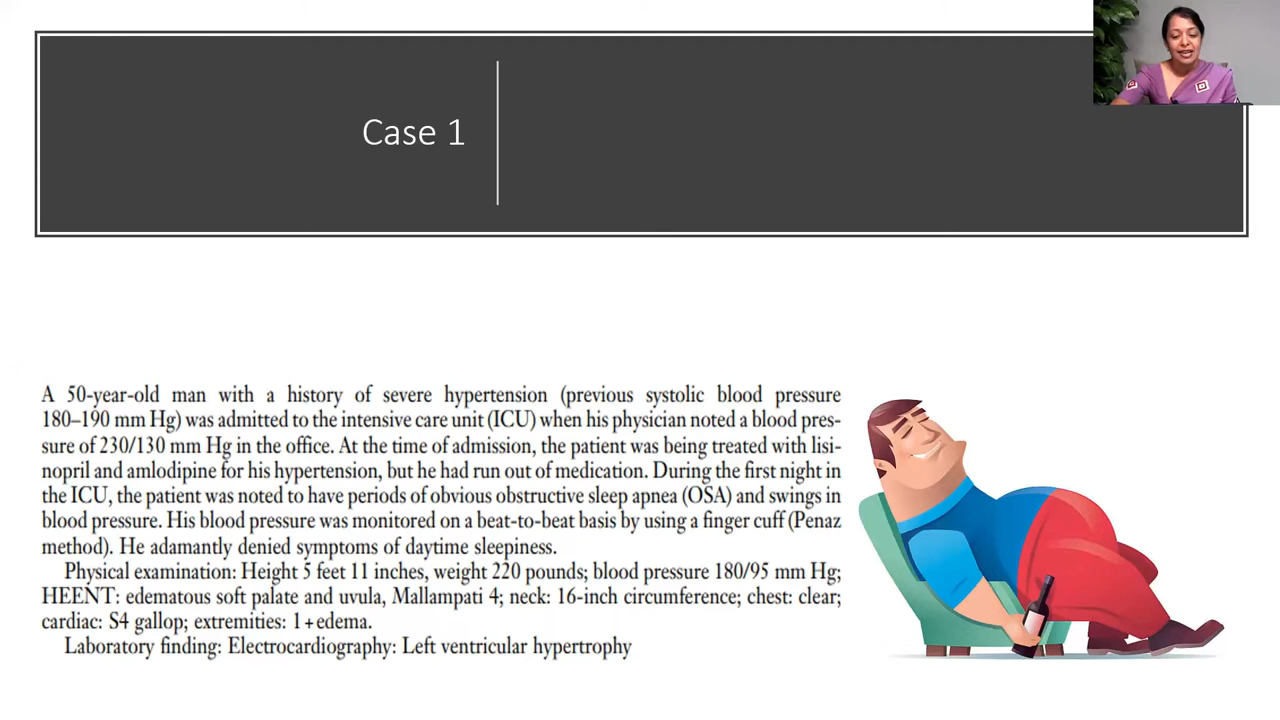 Case 1
A 50-year-old man with a history of severe hypertension (previous systolic blood pressure
180–190 mm Hg) was admitted to the intensive care unit (ICU) when his physician noted a blood pres-
sure of 230/130 mm Hg in the office. At the time of admission, the patient was being treated with lisi-
nopril and amlodipine for his hypertension, but he had run out of medication. During the first night in
the ICU, the patient was noted to have periods of obvious obstructive sleep apnea (OSA) and swings in
blood pressure. His blood pressure was monitored on a beat-to-beat basis by using a finger cuff (Penaz
method). He adamantly denied symptoms of daytime sleepiness.
Physical examination: Height 5 feet 11 inches, weight 220 pounds; blood pressure 180/95 mm Hg;
HEENT: edematous soft palate and uvula, Mallampati 4; neck: 16-inch circumference; chest: clear;
cardiac: S4 gallop; extremities: 1+edema.
Laboratory finding: Electrocardiography: Left ventricular hypertrophy